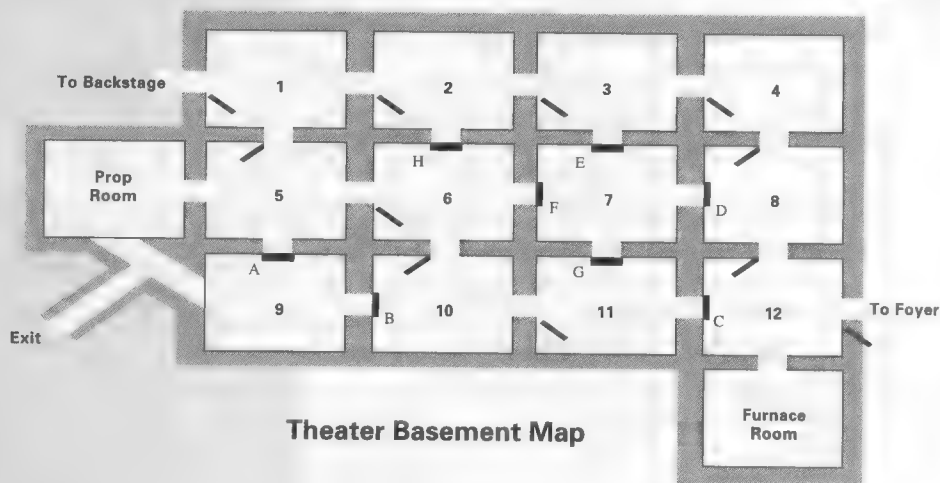 To Backstage
1
2
3
4
H
E
Prop
Room
5
6
F
7
D
8
A
9
B
10
G
11
C
12
To Foyer
Exit
Theater Basement Map
Furnace
Room